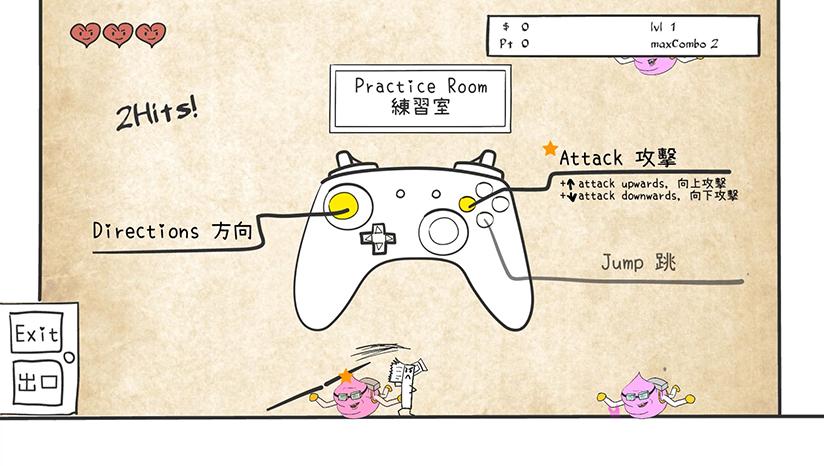 $ 0 lvl 1
Pt 0 maxCombo 2
2Hits!
Practice Room
練習室
Attack 攻擊
+↑ attack upwards, 向上攻擊
+↓ attack downwards, 向下攻擊
Directions 方向
Jump 跳
Exit
出口